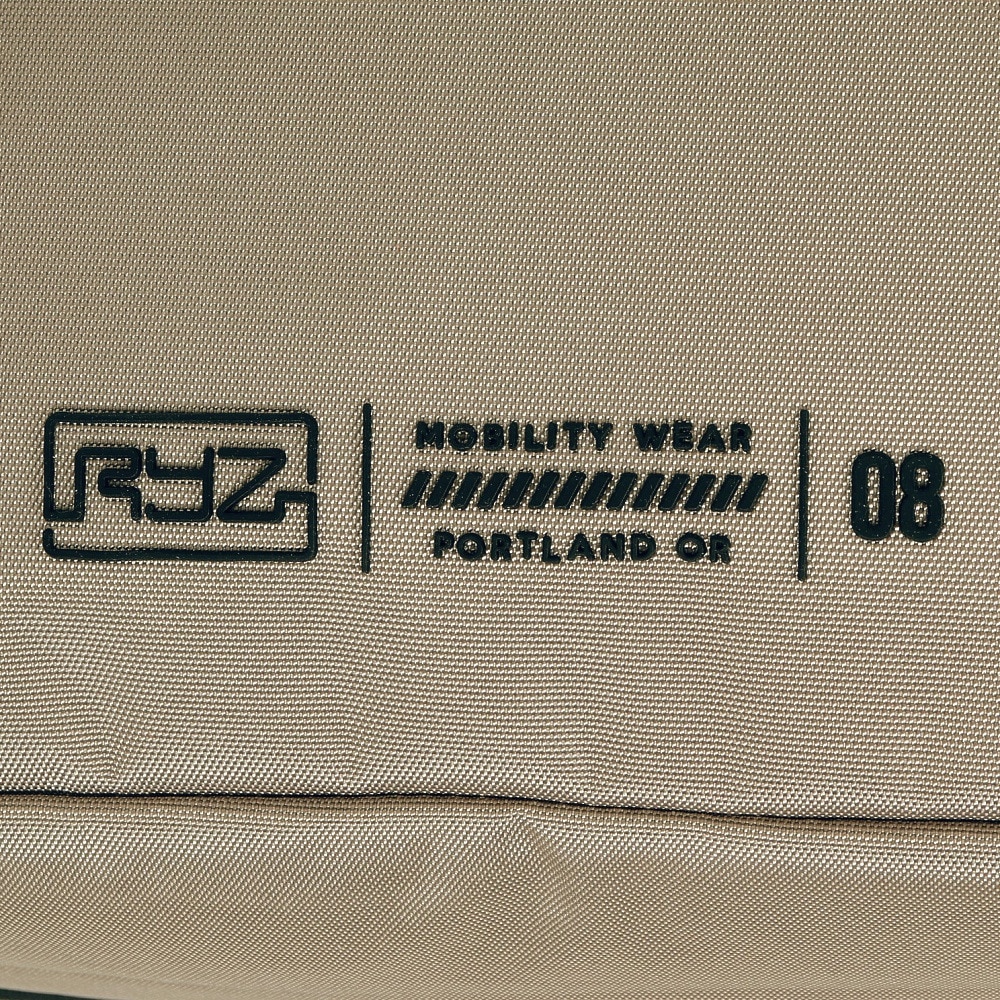 RYZ
MOBILITY WEAR
PORTLAND OR
08